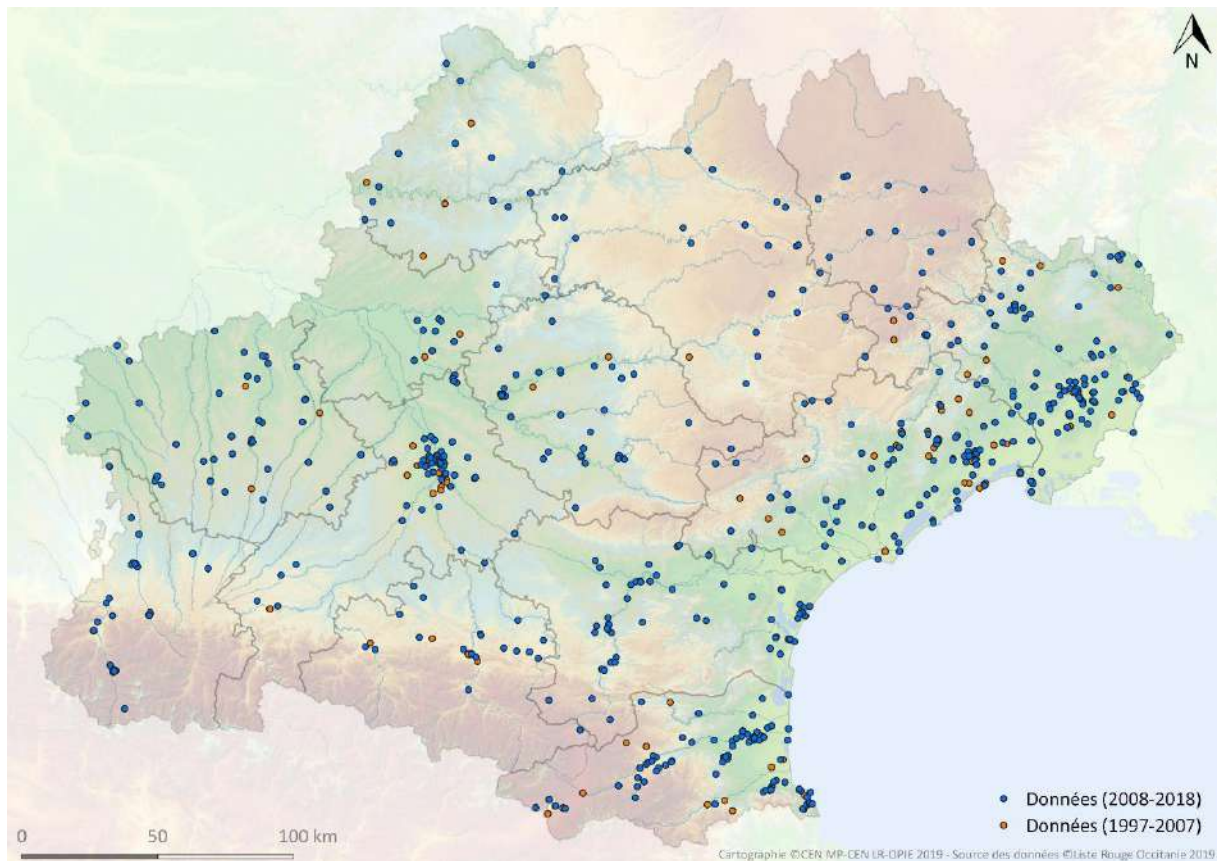 N
Données (2008-2018)
Données (1997-2007)
0 50 100 km
Cartographie ©CEN MP-CEN LR-OPIE 2019 - Source des données ©Liste Rouge Occitanie 2019